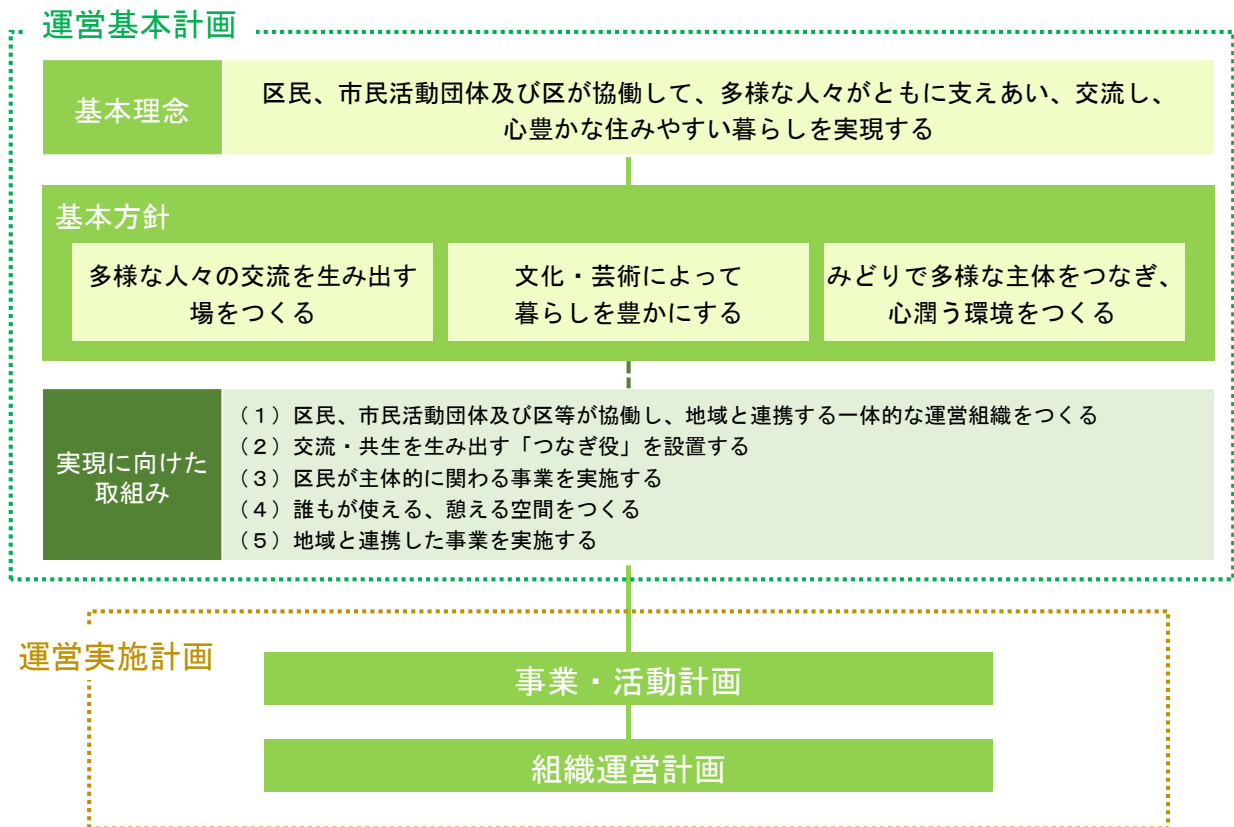 運営基本計画
基本理念
区民、市民活動団体及び区が協働して、多様な人々がともに支えあい、交流し、
心豊かな住みやすい暮らしを実現する
基本方針
多様な人々の交流を生み出す
場をつくる
文化・芸術によって
暮らしを豊かにする
みどりで多様な主体をつなぎ、
心潤う環境をつくる
実現に向けた
取組み
（１）区民、市民活動団体及び区等が協働し、地域と連携する一体的な運営組織をつくる
（２）交流・共生を生み出す「つなぎ役」を設置する
（３）区民が主体的に関わる事業を実施する
（４）誰もが使える、憩える空間をつくる
（５）地域と連携した事業を実施する
運営実施計画
事業・活動計画
組織運営計画